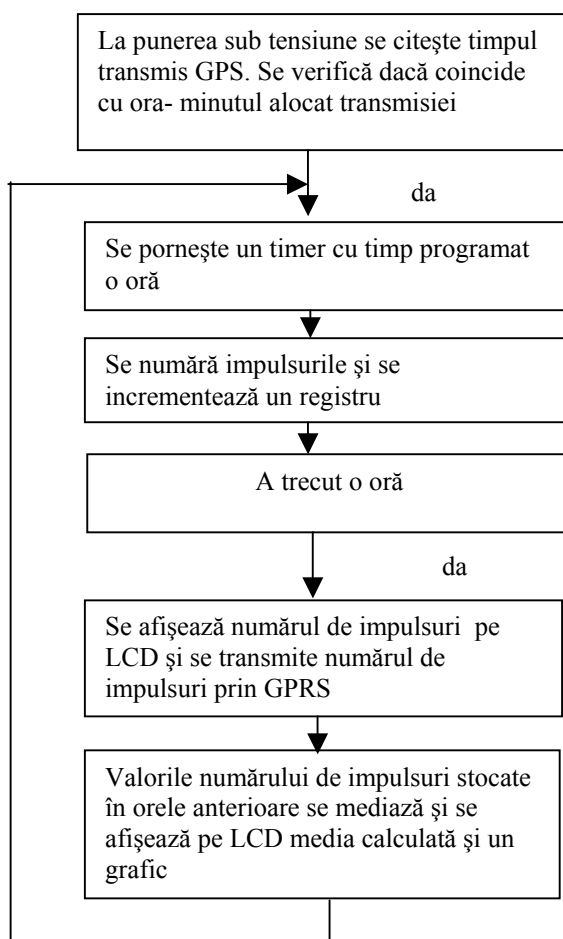 La punerea sub tensiune se citeşte timpul
transmis GPS. Se verifică dacă coincide
cu ora- minutul alocat transmisiei
da
Se porneşte un timer cu timp programat
o oră
Se numără impulsurile şi se
incrementează un registru
A trecut o oră
da
Se afişează numărul de impulsuri pe
LCD şi se transmite numărul de
impulsuri prin GPRS
Valorile numărului de impulsuri stocate
în orele anterioare se mediază şi se
afişează pe LCD media calculată şi un
grafic